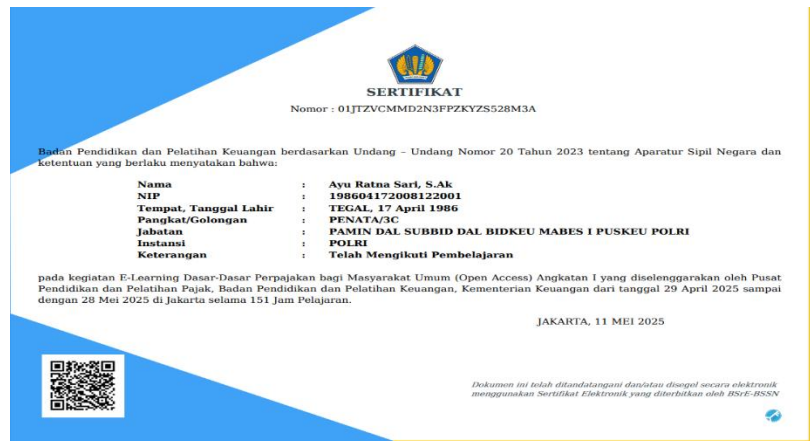 SERTIFIKAT
Nomor : 01JTZVCMMD2N3FPZKYZS528M3A
Badan Pendidikan dan Pelatihan Keuangan berdasarkan Undang – Undang Nomor 20 Tahun 2023 tentang Aparatur Sipil Negara dan
ketentuan yang berlaku menyatakan bahwa:
Nama : Ayu Ratna Sari, S.Ak
NIP : 198604172008122001
Tempat, Tanggal Lahir : TEGAL, 17 April 1986
Pangkat/Golongan : PENATA/3C
Jabatan : PAMIN DAL SUBBID DAL BIDKEU MABES I PUSKEU POLRI
Instansi : POLRI
Keterangan : Telah Mengikuti Pembelajaran
pada kegiatan E-Learning Dasar-Dasar Perpajakan bagi Masyarakat Umum (Open Access) Angkatan I yang diselenggarakan oleh Pusat
Pendidikan dan Pelatihan Pajak, Badan Pendidikan dan Pelatihan Keuangan, Kementerian Keuangan dari tanggal 29 April 2025 sampai
dengan 28 Mei 2025 di Jakarta selama 151 Jam Pelajaran.
JAKARTA, 11 MEI 2025
Dokumen ini telah ditandatangani dan/atau disegel secara elektronik
menggunakan Sertifikat Elektronik yang diterbitkan oleh BSrE-BSSN